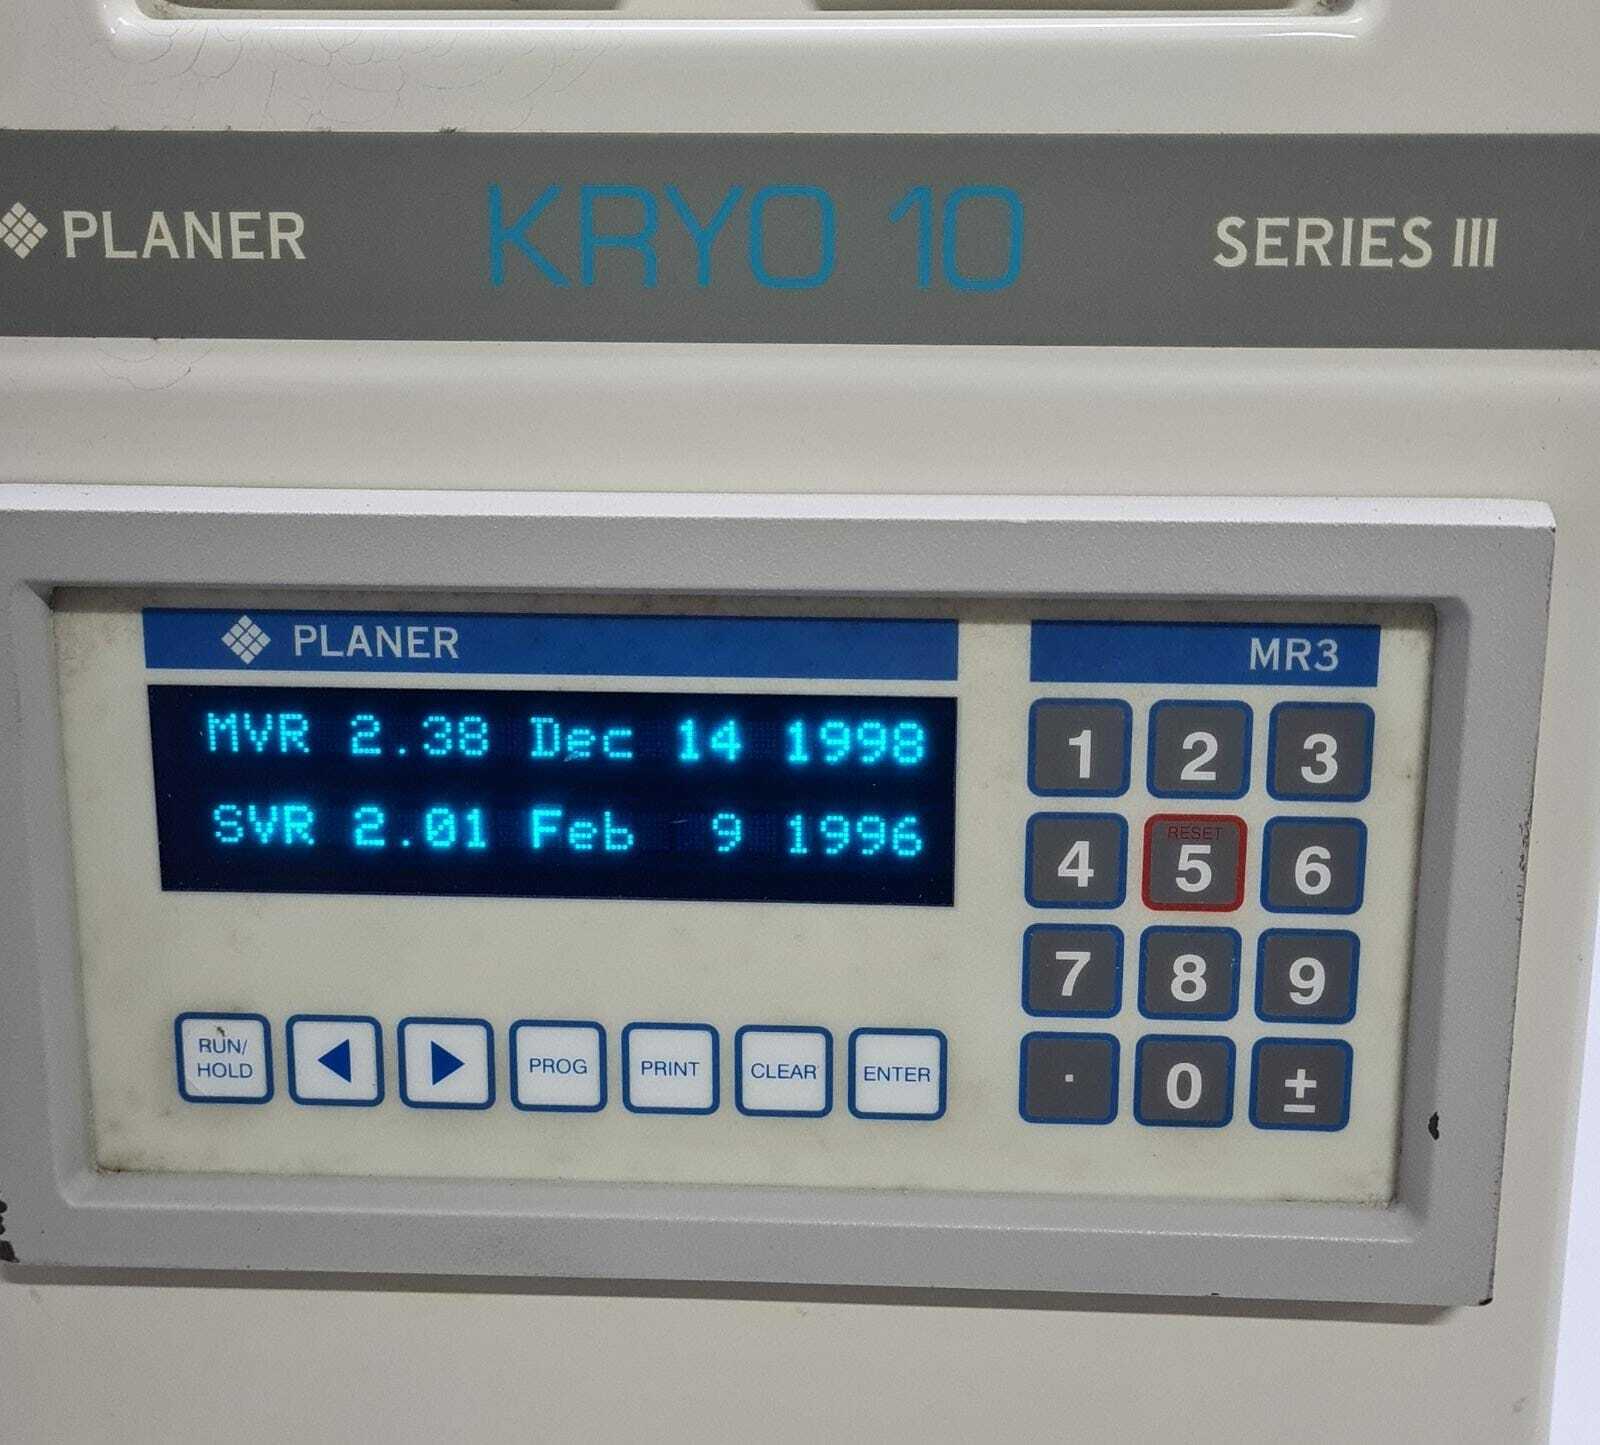 PLANER KRYO 10 SERIES III
PLANER
MR3
MVR 2.38 Dec 14 1998
SVR 2.01 Feb 9 1996
1 2 3
4 RESET 5 6
7 8 9
. 0 ±
RUN/ HOLD PROG PRINT CLEAR ENTER